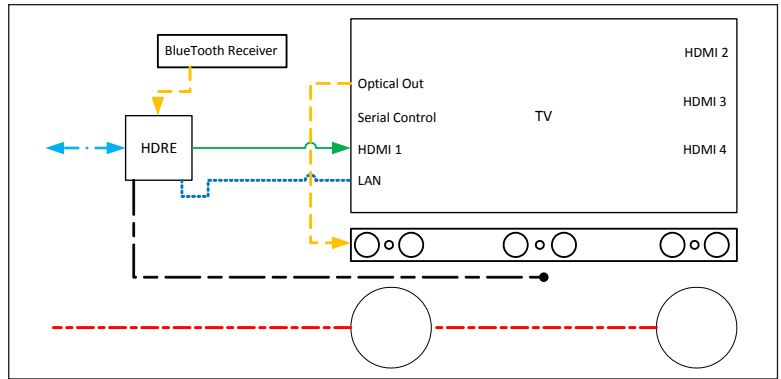 BlueTooth Receiver
HDMI 2
Optical Out
HDMI 3
Serial Control
TV
HDRE
HDMI 1
HDMI 4
LAN